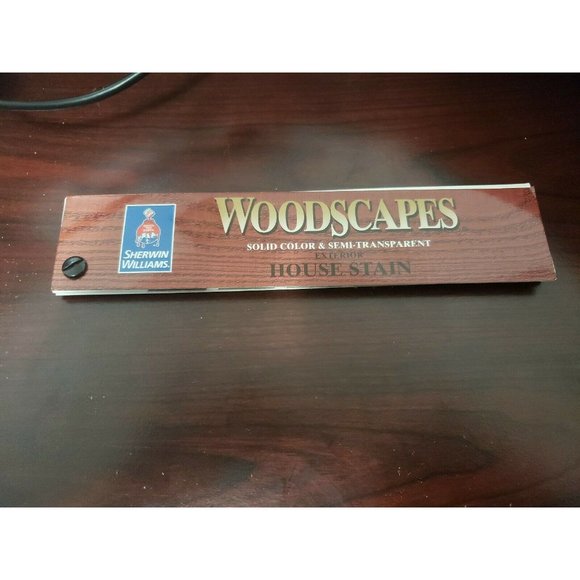 SHERWIN
WILLIAMS
WOODSCAPES
SOLID COLOR & SEMI-TRANSPARENT
EXTERIOR
HOUSE STAIN